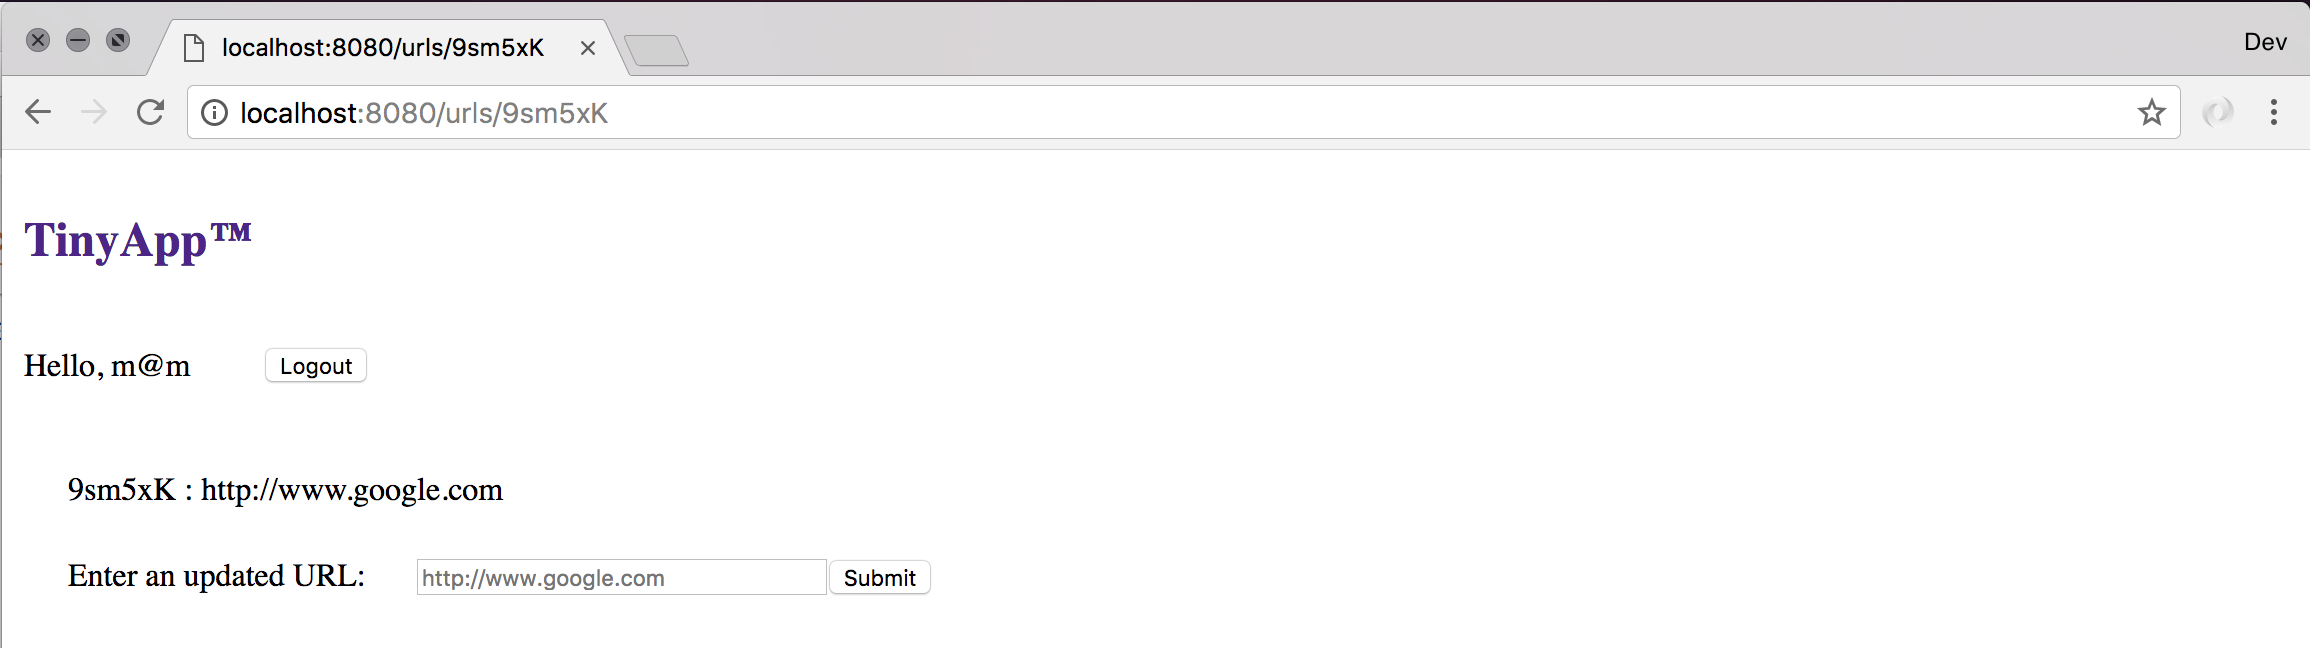 localhost:8080/urls/9sm5xK
Dev
localhost:8080/urls/9sm5xK
TinyApp™
Hello, m@m
Logout
9sm5xK : http://www.google.com
Enter an updated URL: http://www.google.com Submit